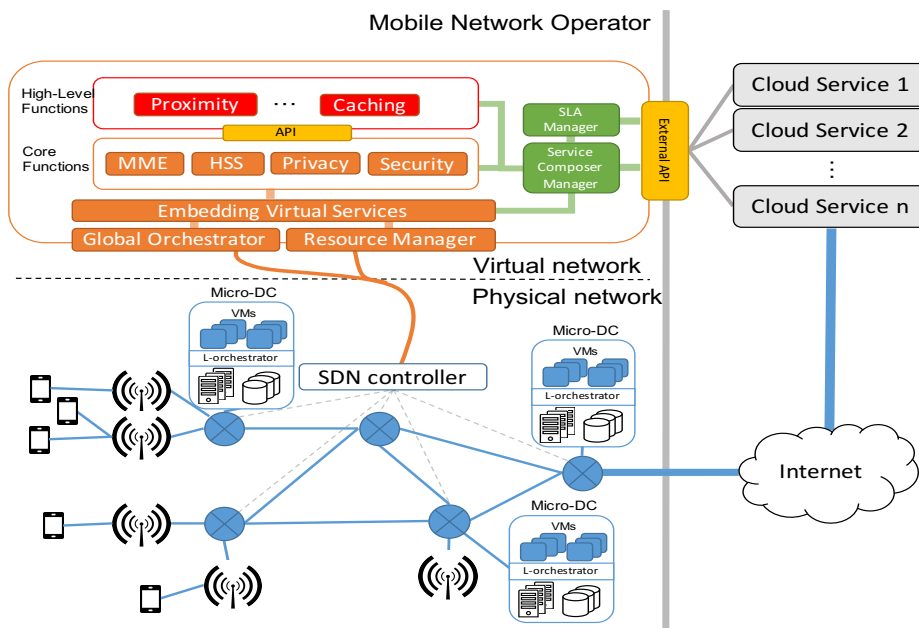 Mobile Network Operator
High-Level
Functions
Proximity
...
Caching
API
Core
Functions
MME
HSS
Privacy
Security
SLA
Manager
Service
Composer
Manager
External API
Embedding Virtual Services
Global Orchestrator
Resource Manager
Cloud Service 1
Cloud Service 2
⋮
Cloud Service n
Virtual network
Physical network
Micro-DC
VMs
L-orchestrator
SDN controller
Micro-DC
VMs
L-orchestrator
Micro-DC
VMs
L-orchestrator
Internet